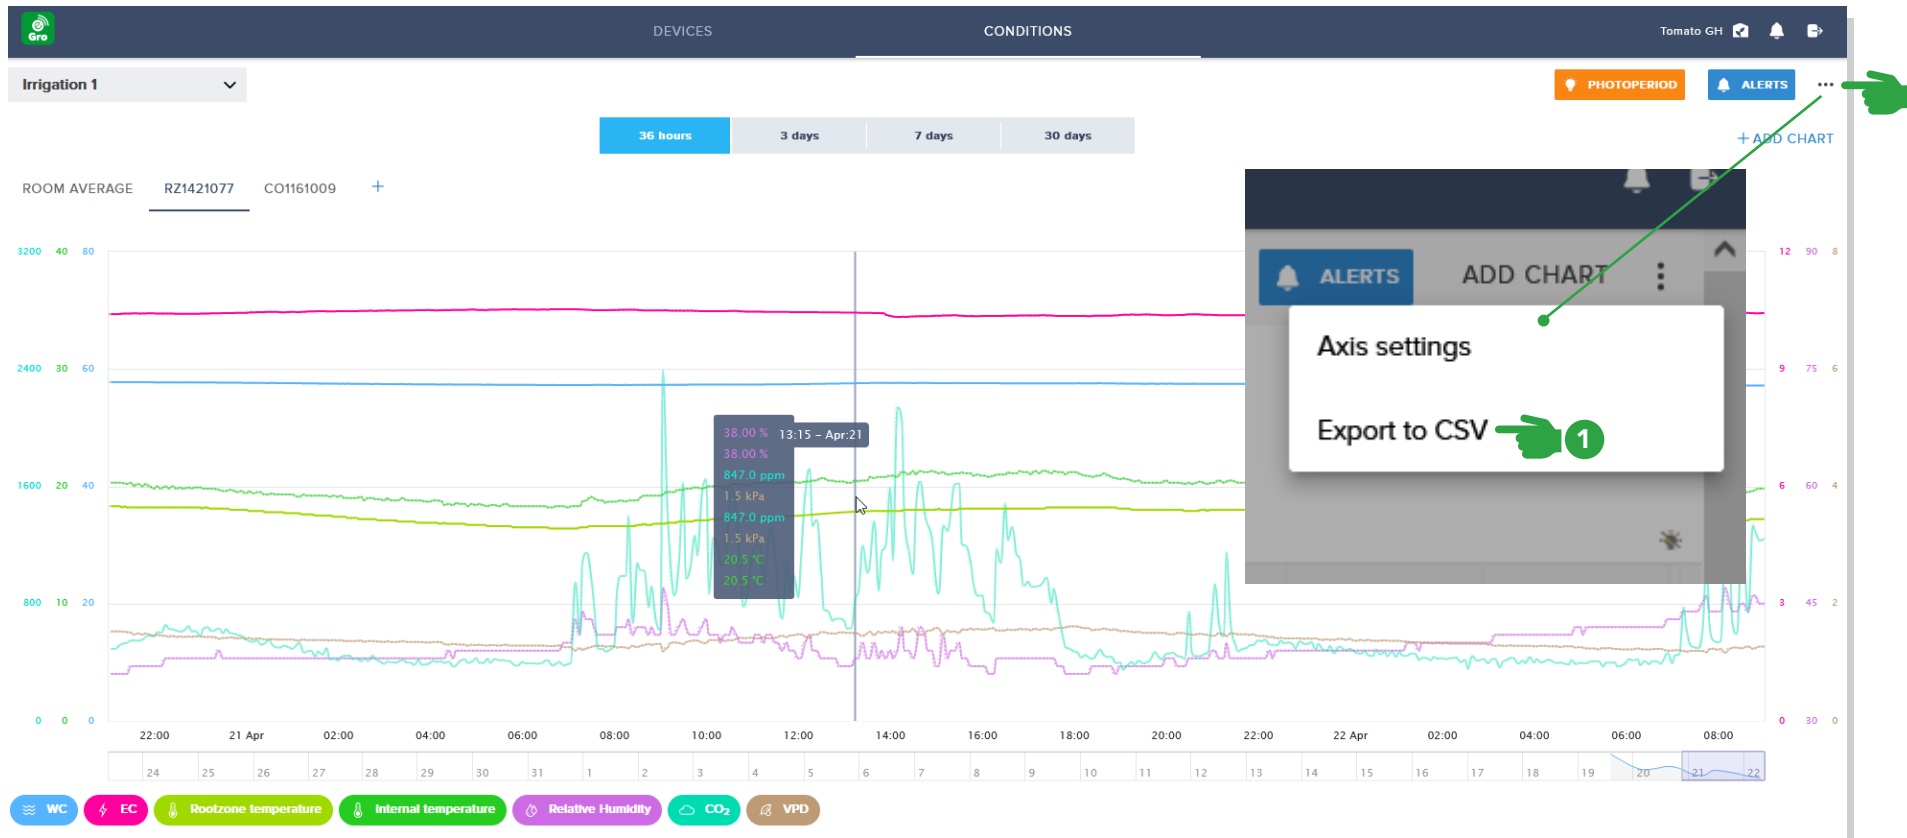 Gro
DEVICES
CONDITIONS
Tomato GH
Irrigation 1
PHOTOPERIOD
ALERTS
36 hours
3 days
7 days
30 days
+ ADD CHART
ROOM AVERAGE
RZ1421077
CO1161009
+
ALERTS
ADD CHART
Axis settings
Export to CSV
1
3200 40 80
12 90 8
2400 30 60
9 75 6
1600 20 40
6 60 4
800 10 20
3 45 2
0 0 0
0 30 0
13:15 - Apr:21
38.00 %
38.00 %
847.0 ppm
1.5 kPa
847.0 ppm
1.5 kPa
20.5 °C
20.5 °C
22:00 21 Apr 02:00 04:00 06:00 08:00 10:00 12:00 14:00 16:00 18:00 20:00 22:00 22 Apr 02:00 04:00 06:00 08:00
24 25 26 27 28 29 30 31 1 2 3 4 5 6 7 8 9 10 11 12 13 14 15 16 17 18 19 20 21 22
WC
EC
Rootzone temperature
Internal temperature
Relative Humidity
CO₂
VPD